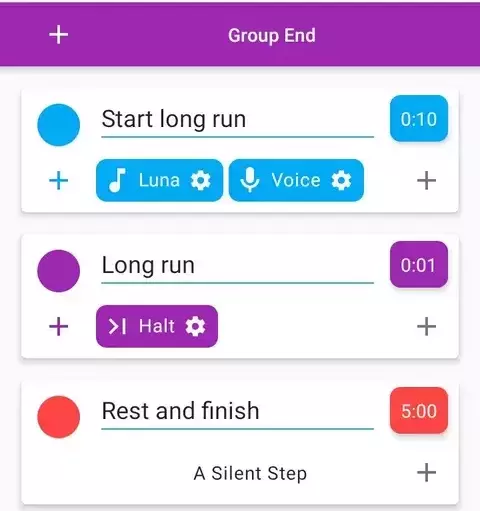 Group End
Start long run 0:10
Luna Voice
Long run 0:01
Halt
Rest and finish 5:00
A Silent Step